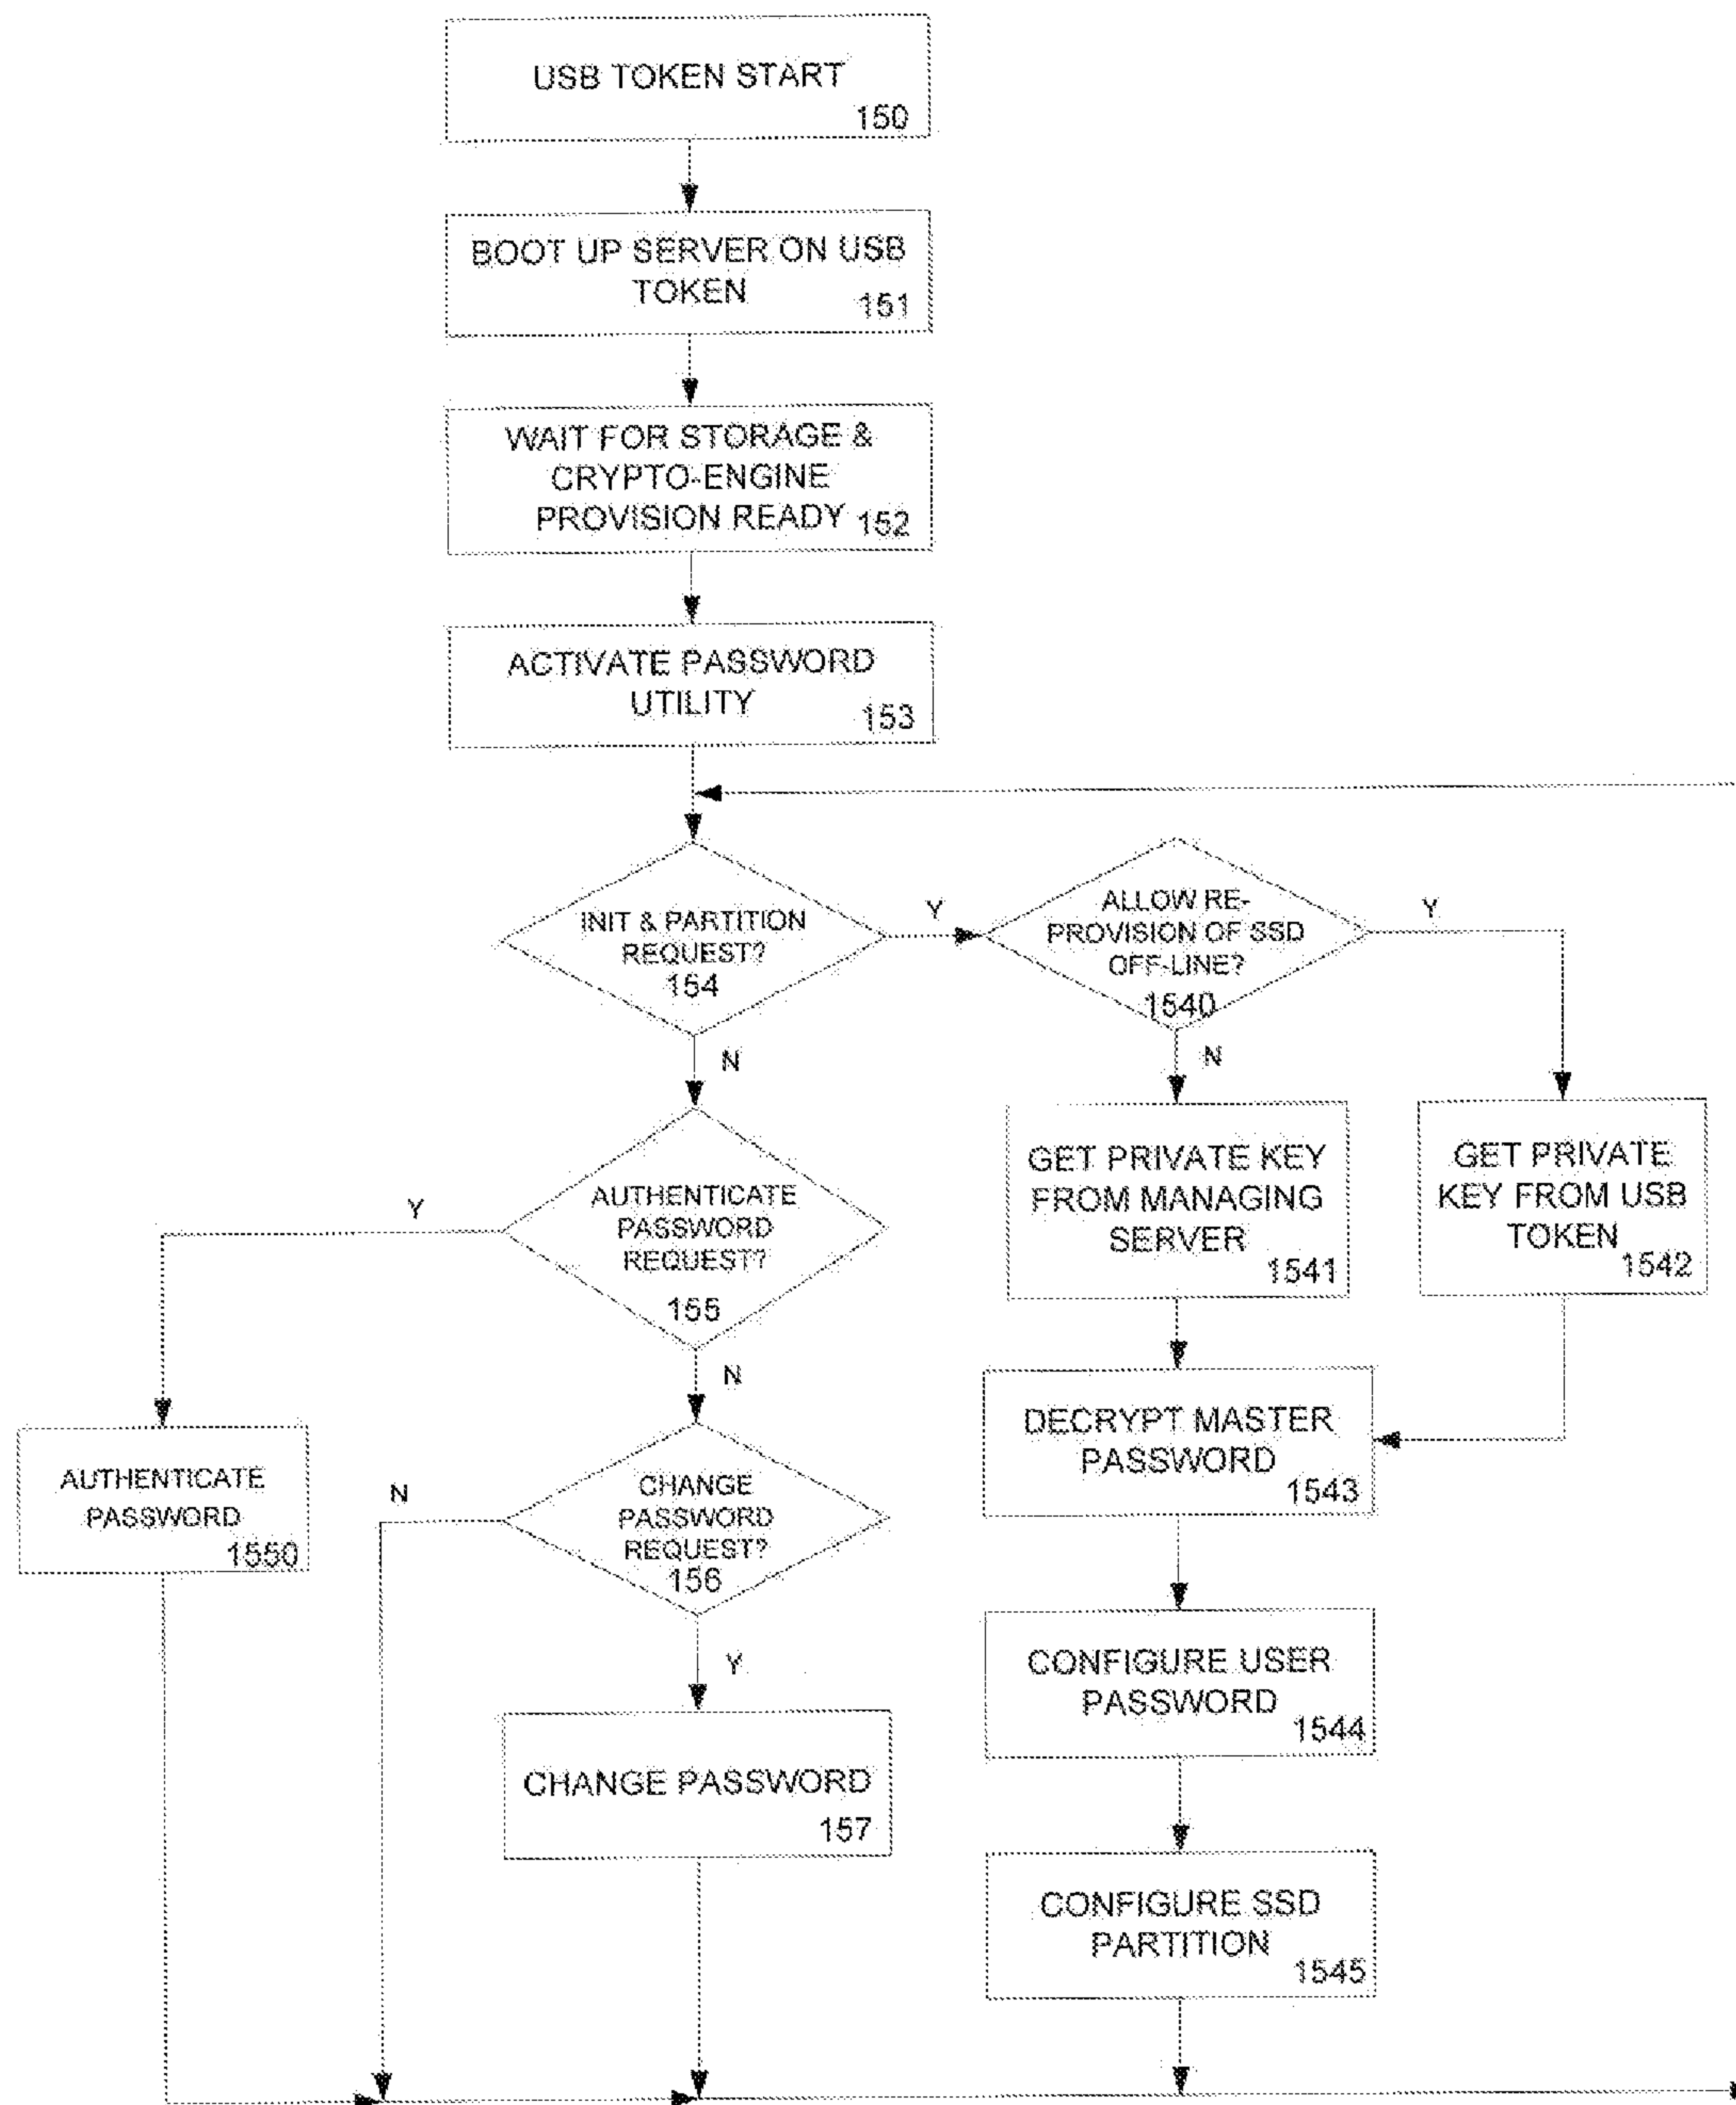 USB TOKEN START
150
BOOT UP SERVER ON USB
TOKEN
151
WAIT FOR STORAGE &
CRYPTO-ENGINE
PROVISION READY 152
ACTIVATE PASSWORD
UTILITY
153
INIT & PARTITION
REQUEST?
154
Y
ALLOW RE-
PROVISION OF SSD
OFF-LINE?
1540
Y
N
N
AUTHENTICATE
PASSWORD
REQUEST?
155
Y
GET PRIVATE KEY
FROM MANAGING
SERVER
1541
GET PRIVATE
KEY FROM USB
TOKEN
1542
N
DECRYPT MASTER
PASSWORD
1543
AUTHENTICATE
PASSWORD
1550
N
CHANGE
PASSWORD
REQUEST?
156
Y
CONFIGURE USER
PASSWORD
1544
CHANGE PASSWORD
157
CONFIGURE SSD
PARTITION
1545